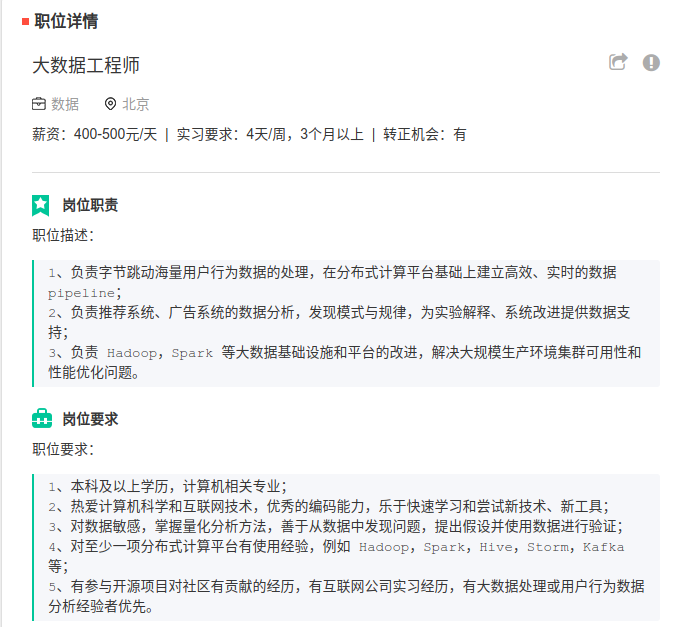 职位详情
大数据工程师
数据 北京
薪资：400-500元/天 | 实习要求：4天/周，3个月以上 | 转正机会：有
岗位职责
职位描述：
1、负责字节跳动海量用户行为数据的处理，在分布式计算平台基础上建立高效、实时的数据
pipeline；
2、负责推荐系统、广告系统的数据分析，发现模式与规律，为实验解释、系统改进提供数据支
持；
3、负责 Hadoop，Spark 等大数据基础设施和平台的改进，解决大规模生产环境集群可用性和
性能优化问题。
岗位要求
职位要求：
1、本科及以上学历，计算机相关专业；
2、热爱计算机科学和互联网技术，优秀的编码能力，乐于快速学习和尝试新技术、新工具；
3、对数据敏感，掌握量化分析方法，善于从数据中发现问题，提出假设并使用数据进行验证；
4、对至少一项分布式计算平台有使用经验，例如 Hadoop，Spark，Hive，Storm，Kafka
等；
5、有参与开源项目对社区有贡献的经历，有互联网公司实习经历，有大数据处理或用户行为数据
分析经验者优先。